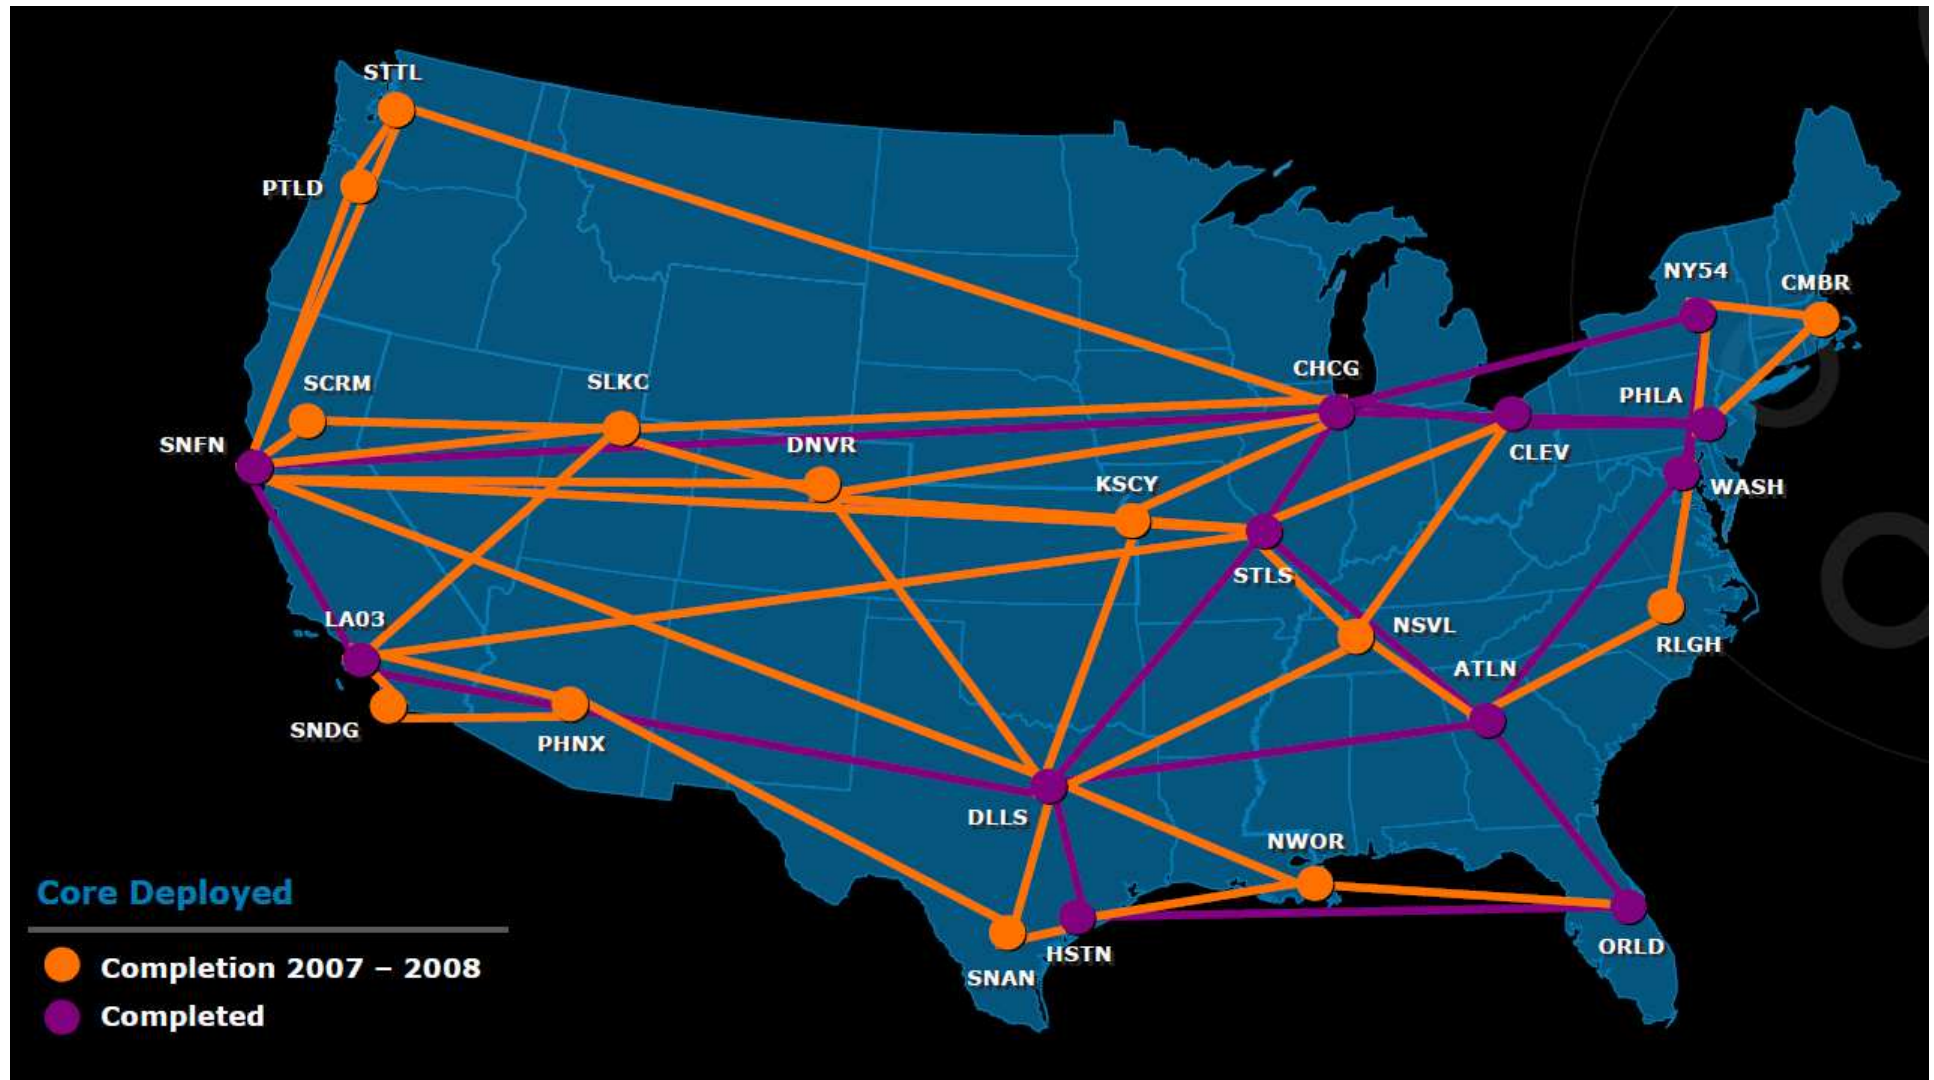 STTL
PTLD
NY54
CMBR
CHCG
SCRM
SLKC
PHLA
SNFN
DNVR
CLEV
KSCY
WASH
STLS
LA03
NSVL
RLGH
ATLN
SNDG
PHNX
DLLS
NWOR
Core Deployed
ORLD
HSTN
Completion 2007 – 2008
SNAN
Completed